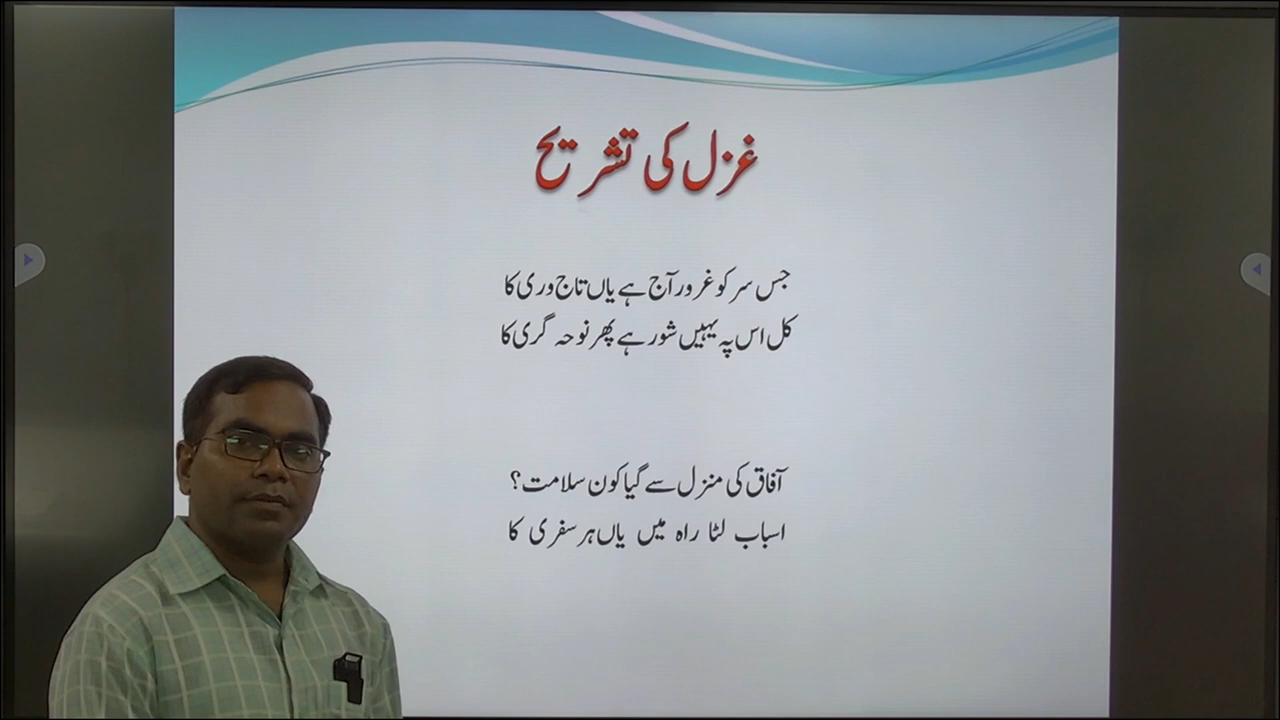 غزل کی تشریح
جس سر کو غرور آج ہے یاں تاج وری کا
کل اس پہ یہیں شور ہے پھر نوحہ گری کا
آفاق کی منزل سے گیا کون سلامت؟
اسباب لٹا راہ میں یاں ہر سفری کا